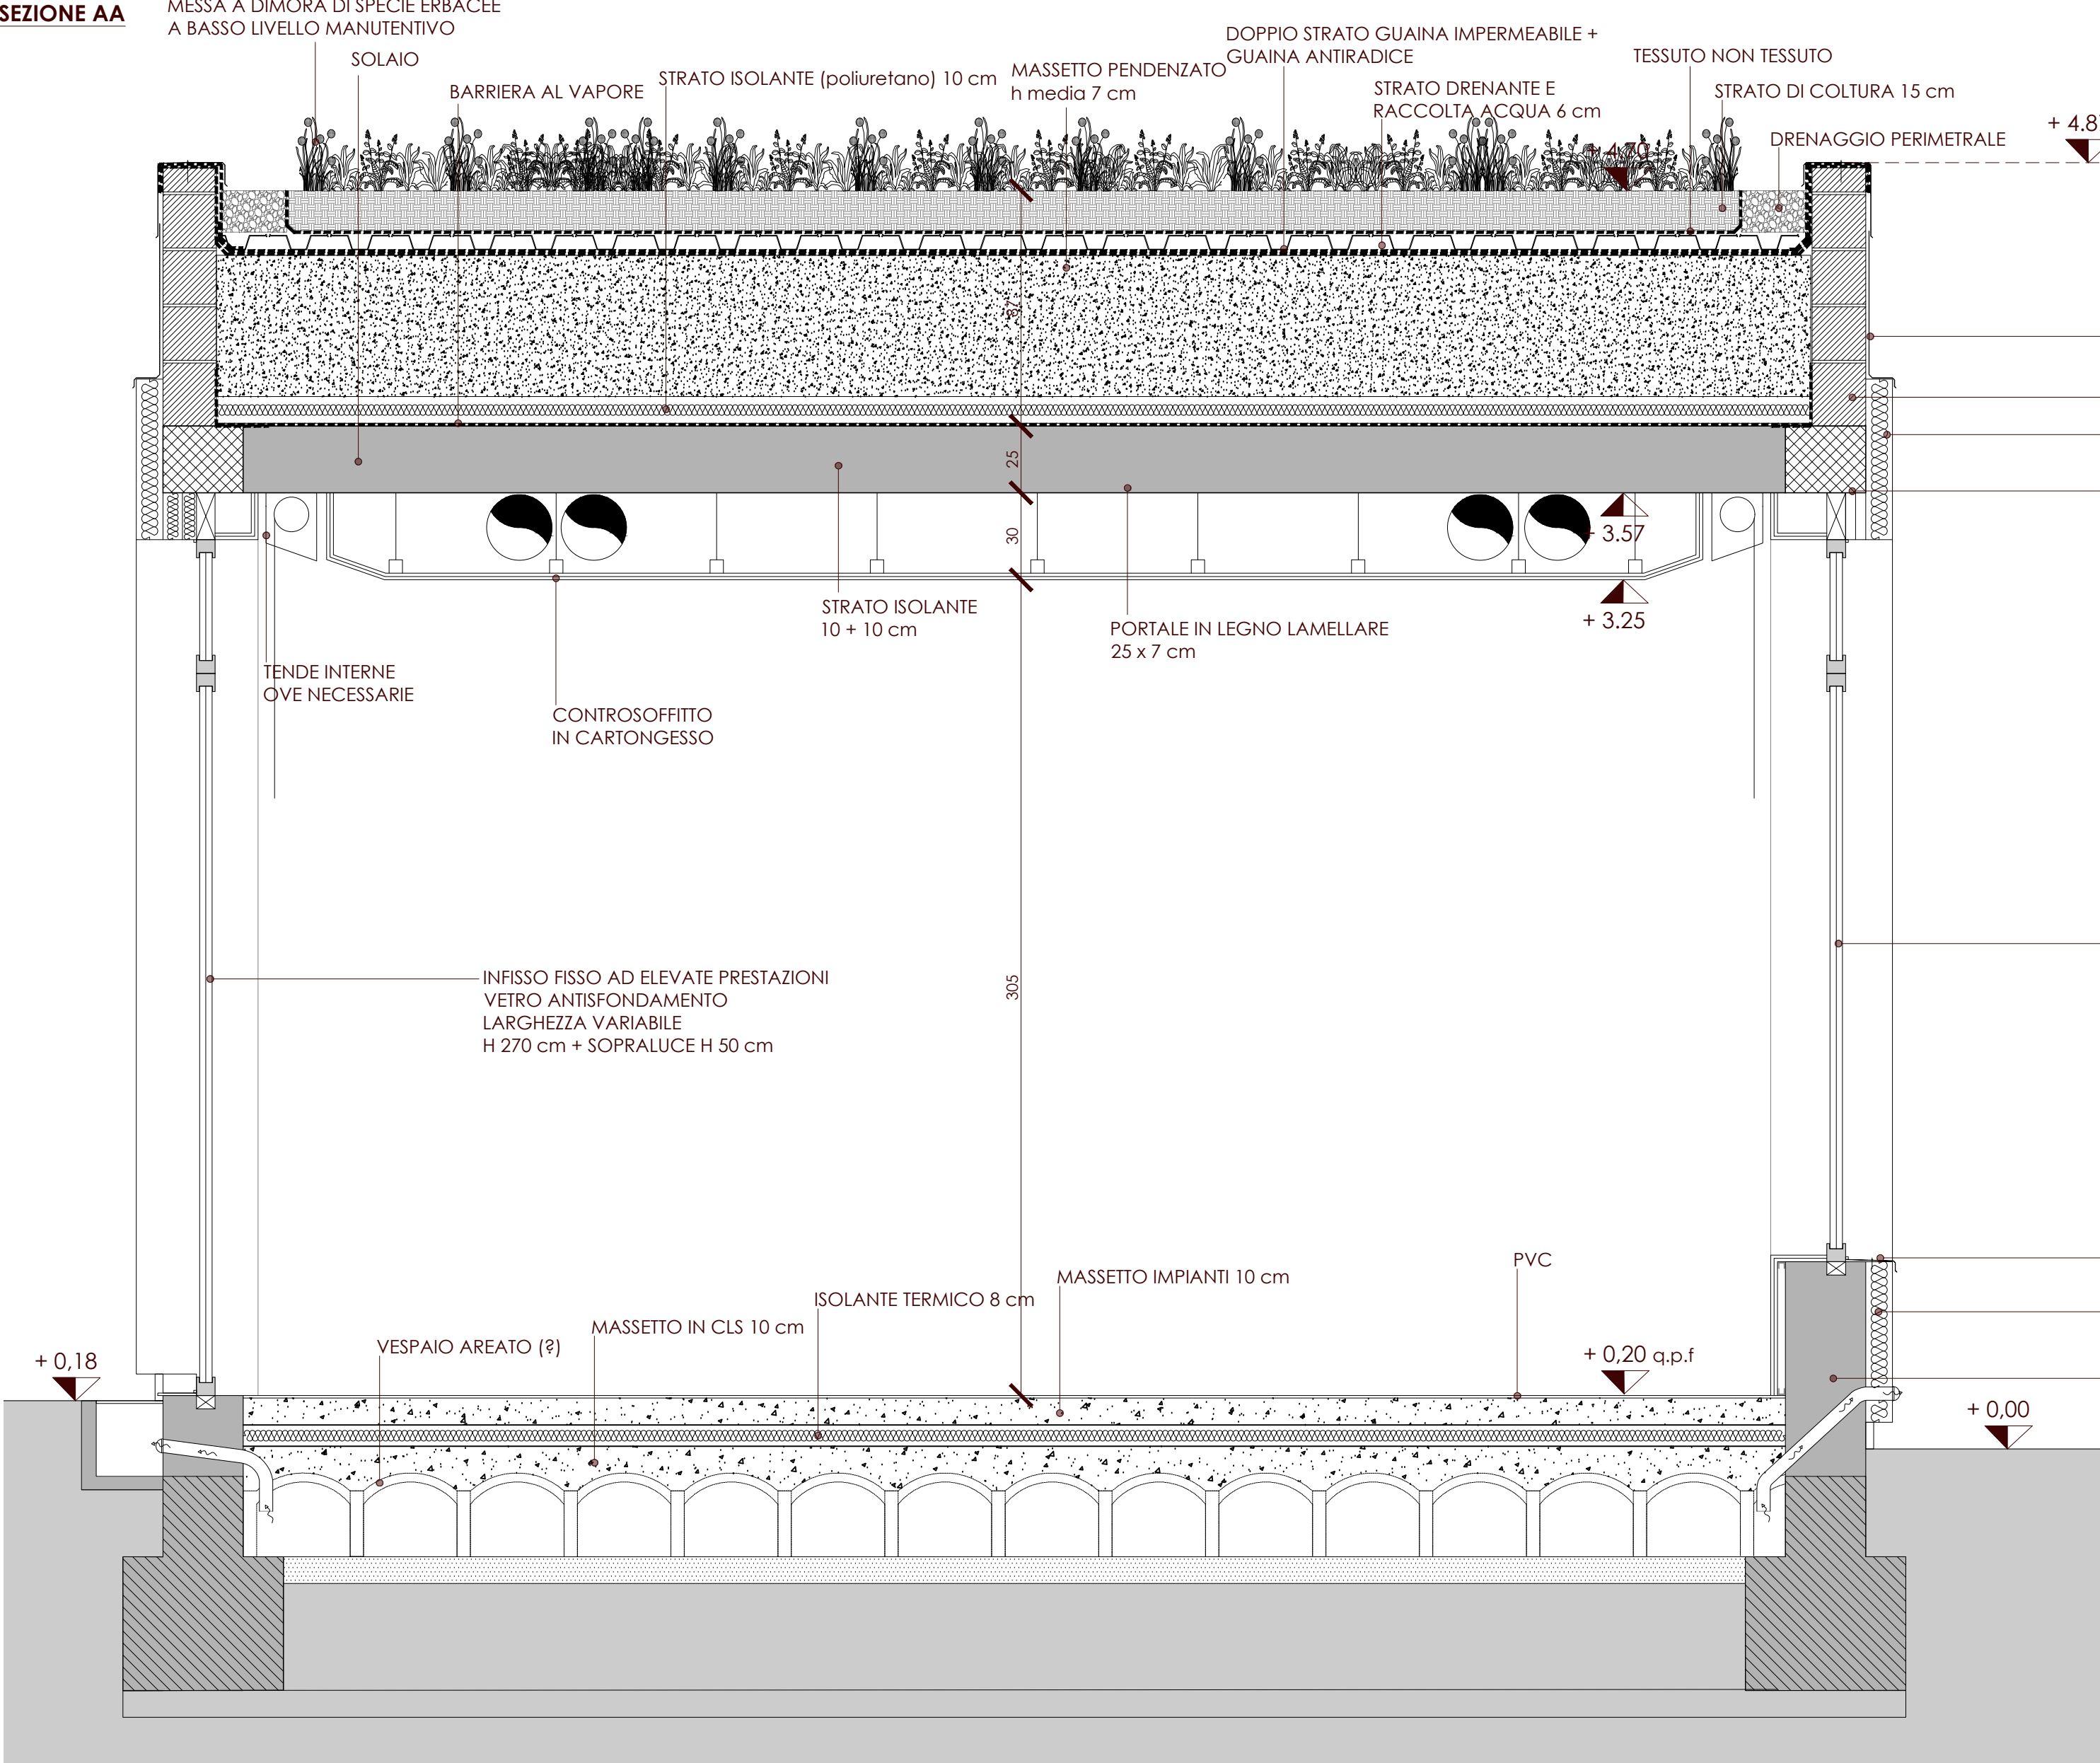 SEZIONE AA
MESSA A DIMORA DI SPECIE ERBACEE
A BASSO LIVELLO MANUTENTIVO
SOLAIO
BARRIERA AL VAPORE
STRATO ISOLANTE (poliuretano) 10 cm
MASSETTO PENDENZATO
h media 7 cm
DOPPIO STRATO GUAINA IMPERMEABILE +
GUAINA ANTIRADICE
STRATO DRENANTE E
RACCOLTA ACQUA 6 cm
TESSUTO NON TESSUTO
STRATO DI COLTURA 15 cm
DRENAGGIO PERIMETRALE
+ 4.8
+ 4.70
87
25
30
+ 3.57
+ 3.25
STRATO ISOLANTE
10 + 10 cm
PORTALE IN LEGNO LAMELLARE
25 x 7 cm
TENDE INTERNE
OVE NECESSARIE
CONTROSOFFITTO
IN CARTONGESSO
305
INFISSO FISSO AD ELEVATE PRESTAZIONI
VETRO ANTISFONDAMENTO
LARGHEZZA VARIABILE
H 270 cm + SOPRALUCE H 50 cm
PVC
MASSETTO IMPIANTI 10 cm
ISOLANTE TERMICO 8 cm
MASSETTO IN CLS 10 cm
VESPAIO AREATO (?)
+ 0,18
+ 0,20 q.p.f
+ 0,00